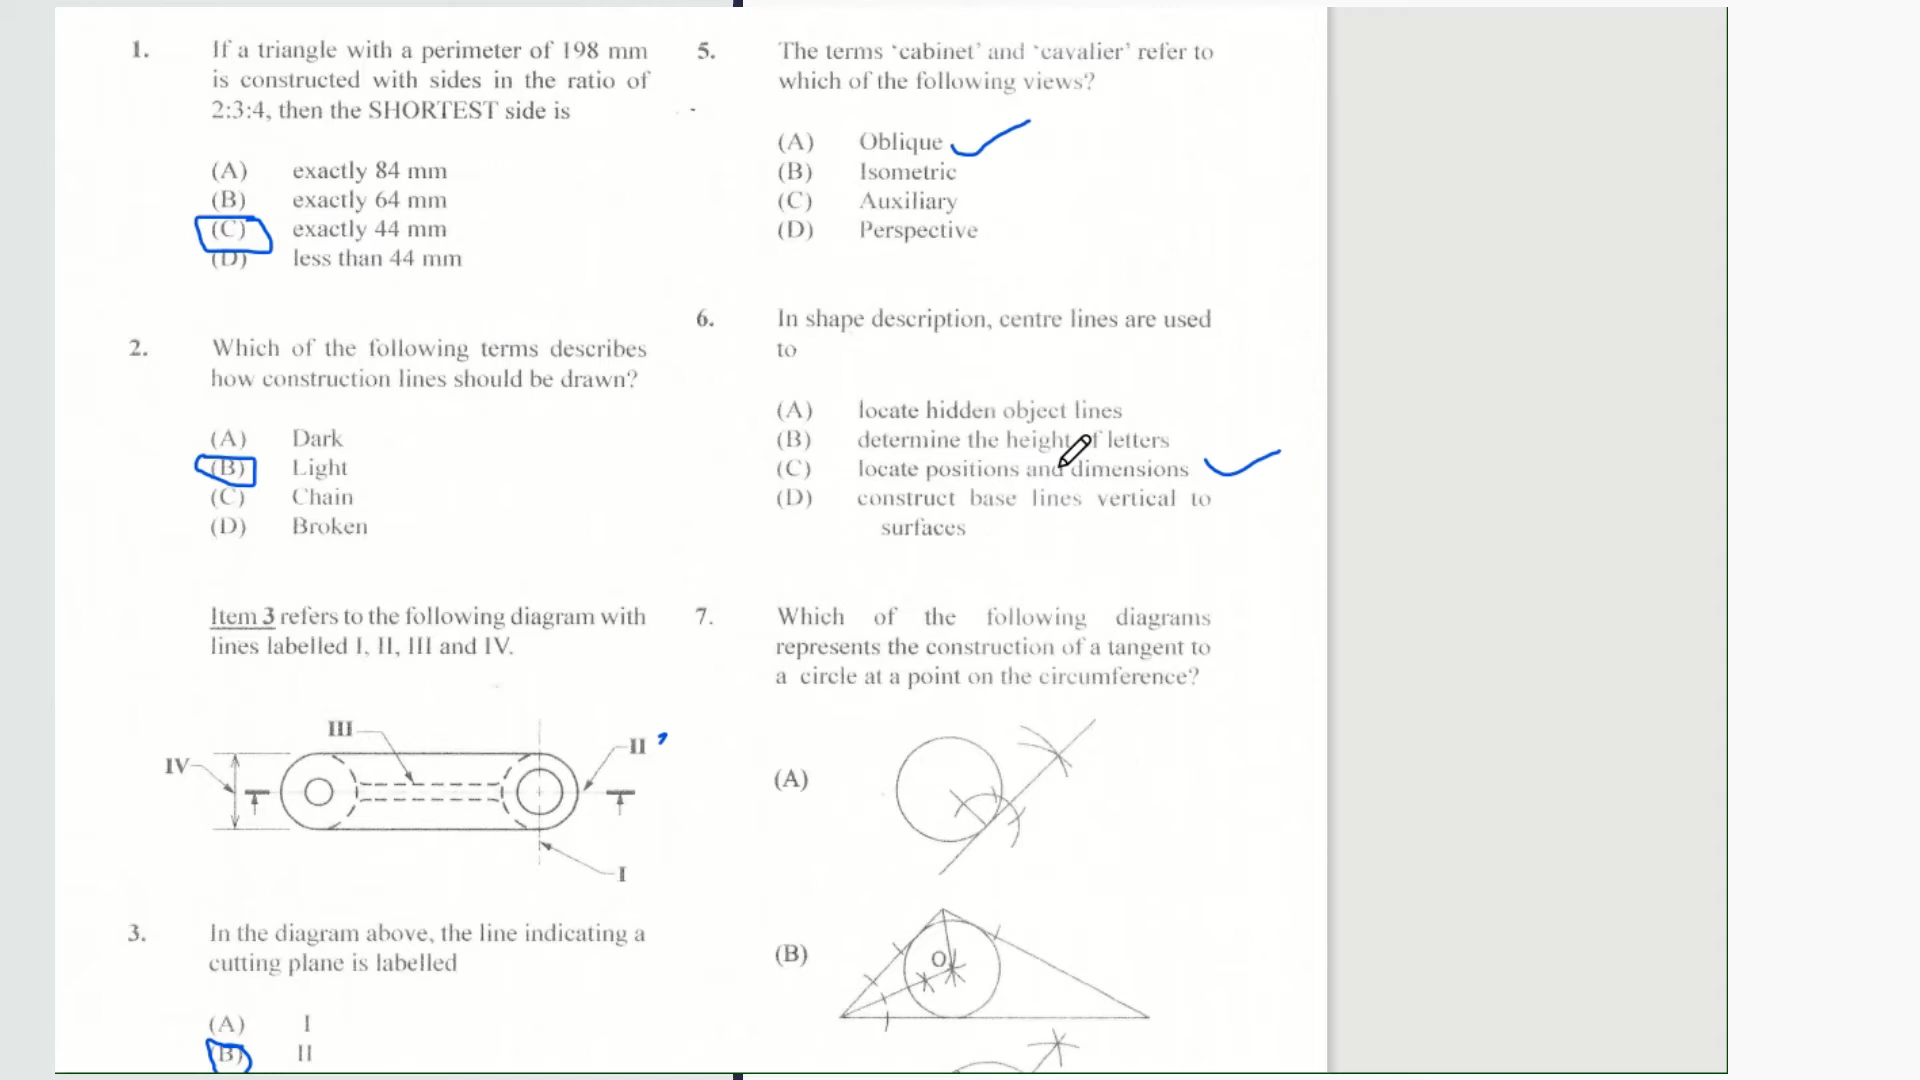 1. If a triangle with a perimeter of 198 mm
is constructed with sides in the ratio of
2:3:4, then the SHORTEST side is
(A) exactly 84 mm
(B) exactly 64 mm
(C) exactly 44 mm
(D) less than 44 mm
2. Which of the following terms describes
how construction lines should be drawn?
(A) Dark
(B) Light
(C) Chain
(D) Broken
Item 3 refers to the following diagram with
lines labelled I, II, III and IV.
III
II
IV
I
3. In the diagram above, the line indicating a
cutting plane is labelled
(A) I
(B) II
5. The terms ‘cabinet’ and ‘cavalier’ refer to
which of the following views?
(A) Oblique
(B) Isometric
(C) Auxiliary
(D) Perspective
6. In shape description, centre lines are used
to
(A) locate hidden object lines
(B) determine the height of letters
(C) locate positions and dimensions
(D) construct base lines vertical to
surfaces
7. Which of the following diagrams
represents the construction of a tangent to
a circle at a point on the circumference?
(A)
(B)
O